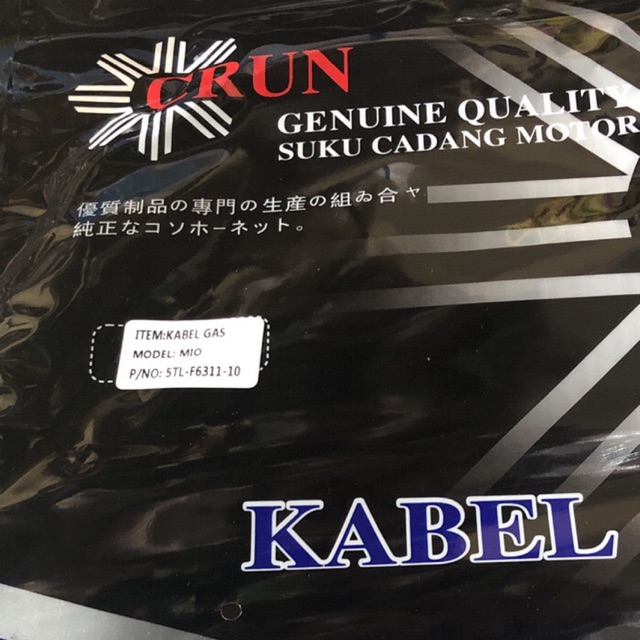 CRUN
GENUINE QUALITY
SUKU CADANG MOTOR
優質制品の専門の生産の組ゐ合ャ
純正なコソホーネット。
ITEM:KABEL GAS
MODEL: MIO
P/NO: 5TL-F6311-10
KABEL